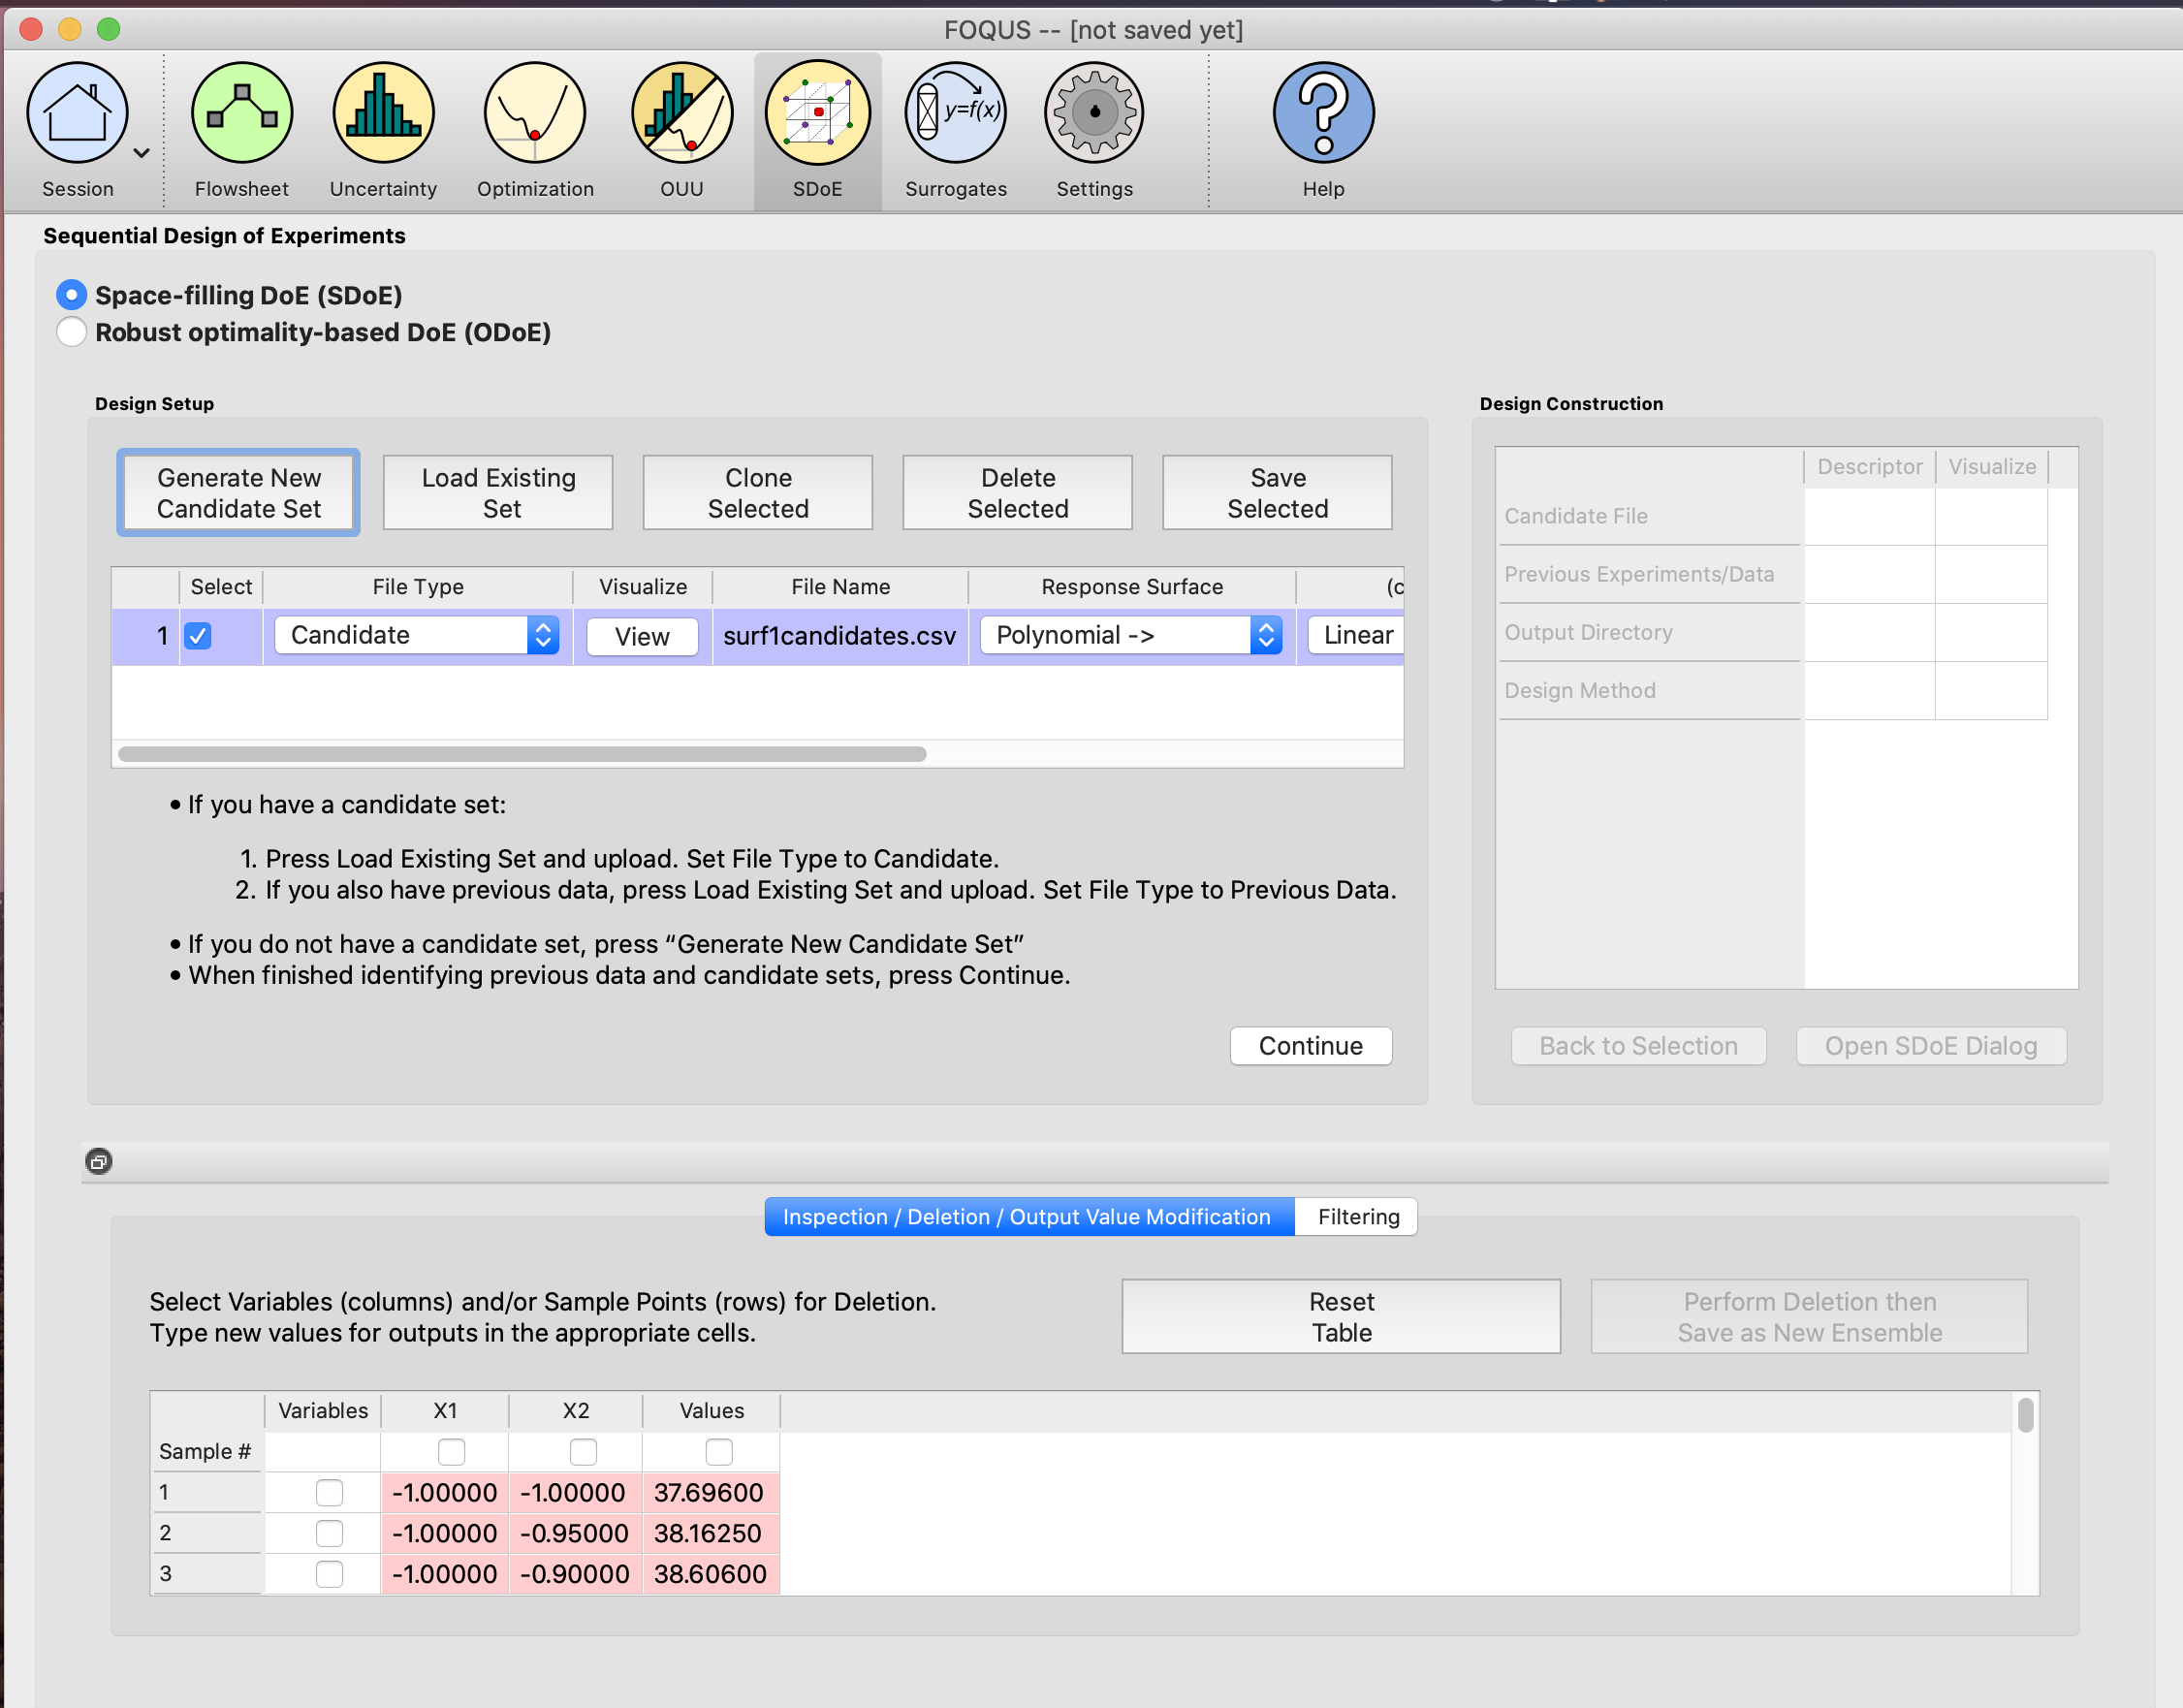 FOQUS -- [not saved yet]
y=f(x)
Session
Flowsheet
Uncertainty
Optimization
OUU
SDoE
Surrogates
Settings
Help
Sequential Design of Experiments
Space-filling DoE (SDoE)
Robust optimality-based DoE (ODoE)
Design Setup
Generate New
Candidate Set
Load Existing
Set
Clone
Selected
Delete
Selected
Save
Selected
Select File Type Visualize File Name Response Surface (c
1 Candidate View surf1candidates.csv Polynomial -> Linear
• If you have a candidate set:
1. Press Load Existing Set and upload. Set File Type to Candidate.
2. If you also have previous data, press Load Existing Set and upload. Set File Type to Previous Data.
• If you do not have a candidate set, press “Generate New Candidate Set”
• When finished identifying previous data and candidate sets, press Continue.
Continue
Design Construction
Descriptor Visualize
Candidate File
Previous Experiments/Data
Output Directory
Design Method
Back to Selection
Open SDoE Dialog
Inspection / Deletion / Output Value Modification
Filtering
Select Variables (columns) and/or Sample Points (rows) for Deletion.
Type new values for outputs in the appropriate cells.
Reset
Table
Perform Deletion then
Save as New Ensemble
Variables X1 X2 Values
Sample #
1 -1.00000 -1.00000 37.69600
2 -1.00000 -0.95000 38.16250
3 -1.00000 -0.90000 38.60600